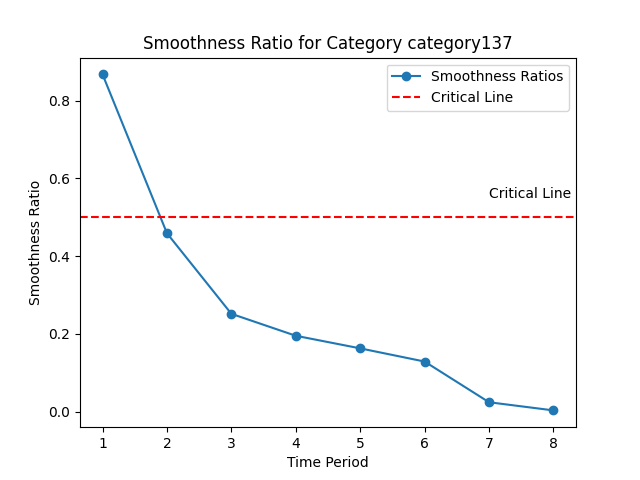 Smoothness Ratio for Category category137
Smoothness Ratios
Critical Line
Critical Line
Smoothness Ratio
0.8
0.6
0.4
0.2
0.0
1 2 3 4 5 6 7 8
Time Period